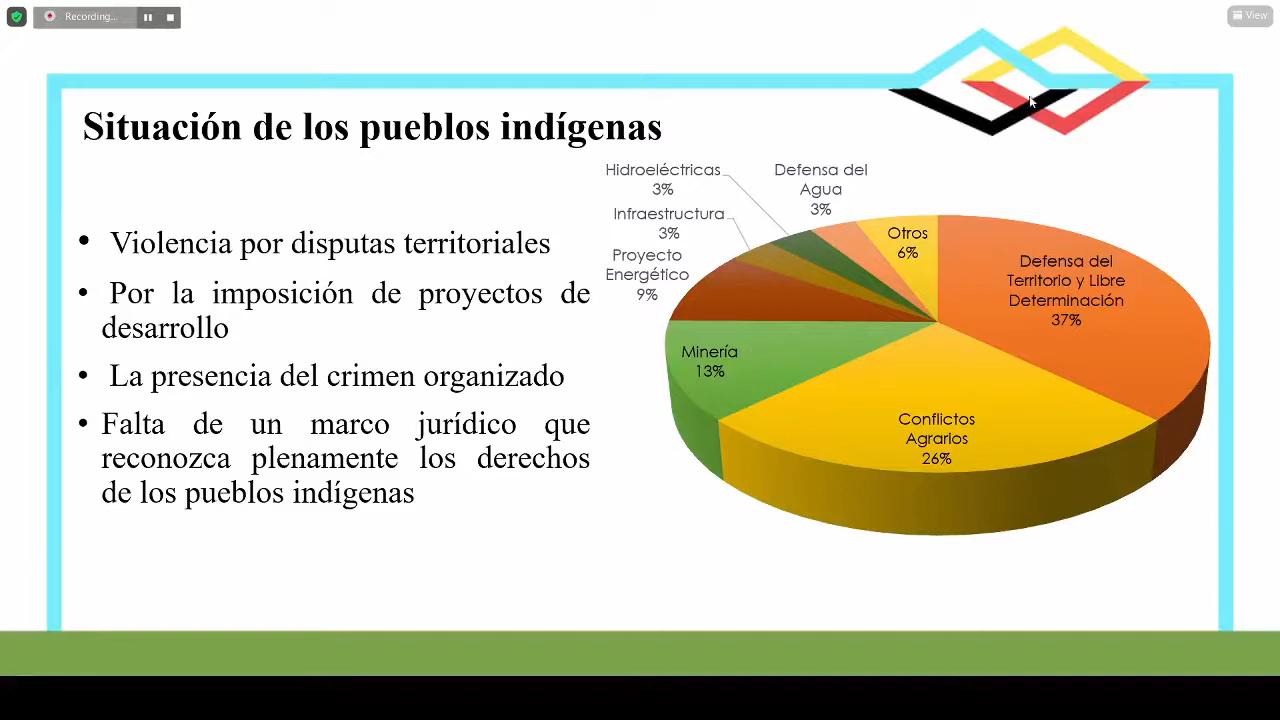 Recording...
View
Situación de los pueblos indígenas
• Violencia por disputas territoriales
• Por la imposición de proyectos de
desarrollo
• La presencia del crimen organizado
• Falta de un marco jurídico que
reconozca plenamente los derechos
de los pueblos indígenas
Hidroeléctricas
3%
Defensa del
Agua
3%
Infraestructura
3%
Proyecto
Energético
9%
Otros
6%
Defensa del
Territorio y Libre
Determinación
37%
Minería
13%
Conflictos
Agrarios
26%